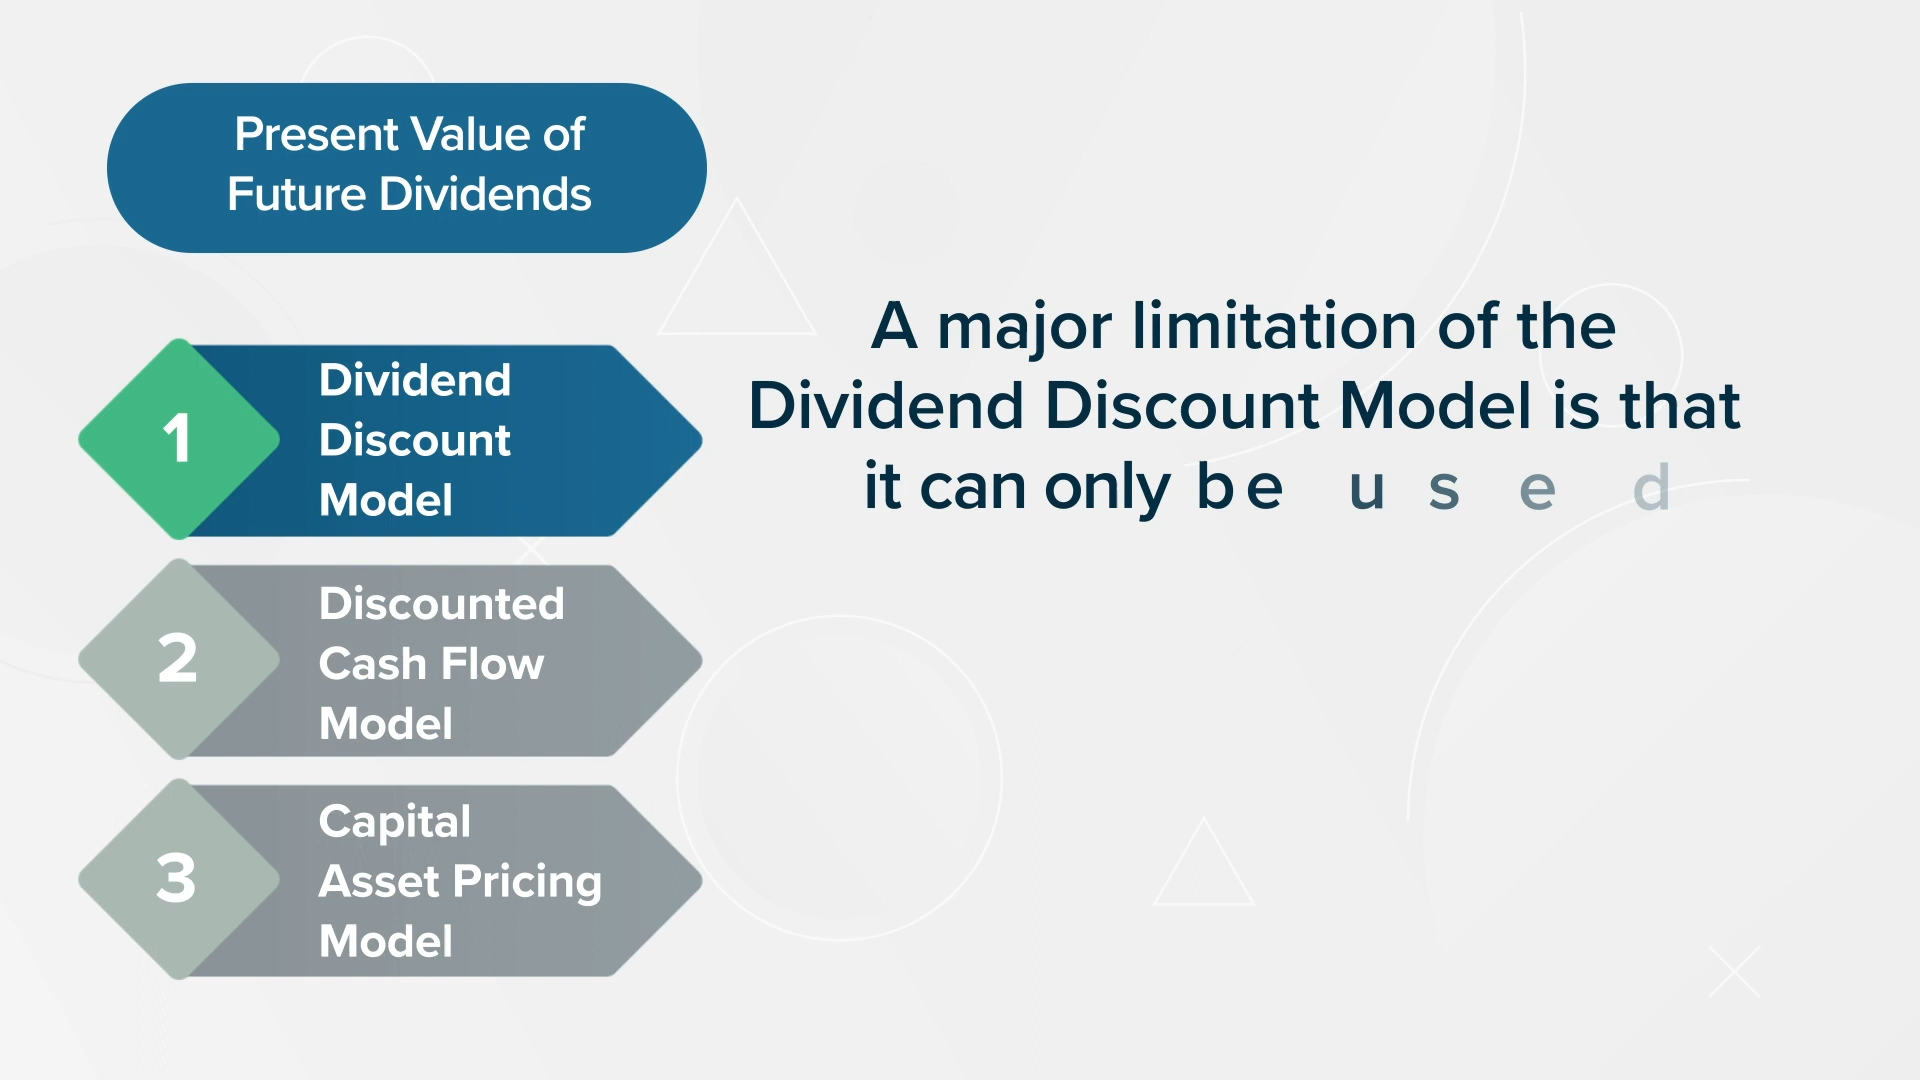 Present Value of
Future Dividends
1
Dividend
Discount
Model
2
Discounted
Cash Flow
Model
3
Capital
Asset Pricing
Model
A major limitation of the
Dividend Discount Model is that
it can only be used